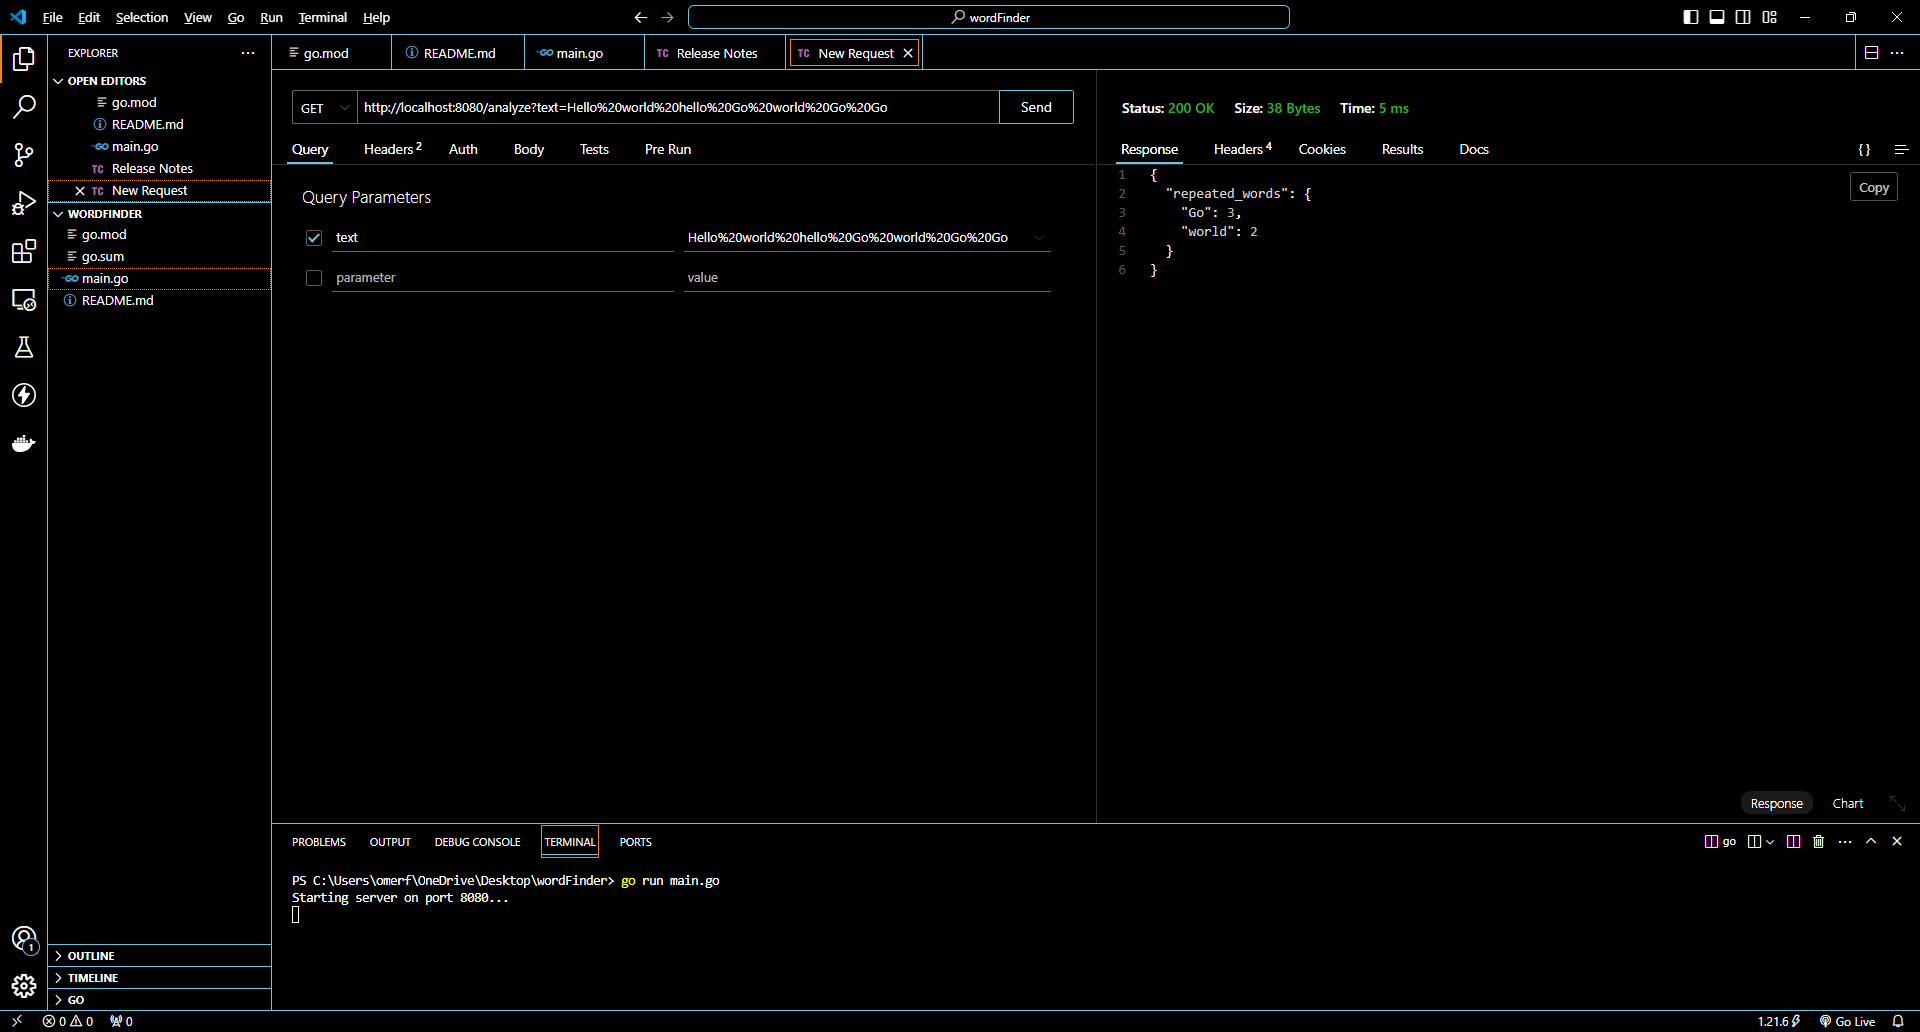 File Edit Selection View Go Run Terminal Help
wordFinder
EXPLORER
OPEN EDITORS
go.mod
README.md
main.go
TC Release Notes
TC New Request
WORDFINDER
go.mod
go.sum
main.go
README.md
OUTLINE
TIMELINE
GO
go.mod README.md main.go TC Release Notes TC New Request
GET http://localhost:8080/analyze?text=Hello%20world%20hello%20Go%20world%20Go%20Go Send
Query Headers 2 Auth Body Tests Pre Run
Query Parameters
text Hello%20world%20hello%20Go%20world%20Go%20Go
parameter value
Status: 200 OK Size: 38 Bytes Time: 5 ms
Response Headers 4 Cookies Results Docs {}
Copy
1 {
2 "repeated_words": {
3 "Go": 3,
4 "world": 2
5 }
6 }
Response Chart
PROBLEMS OUTPUT DEBUG CONSOLE TERMINAL PORTS
go
PS C:\Users\omerf\OneDrive\Desktop\wordFinder> go run main.go
Starting server on port 8080...
1
0 0 0
1.21.6 Go Live